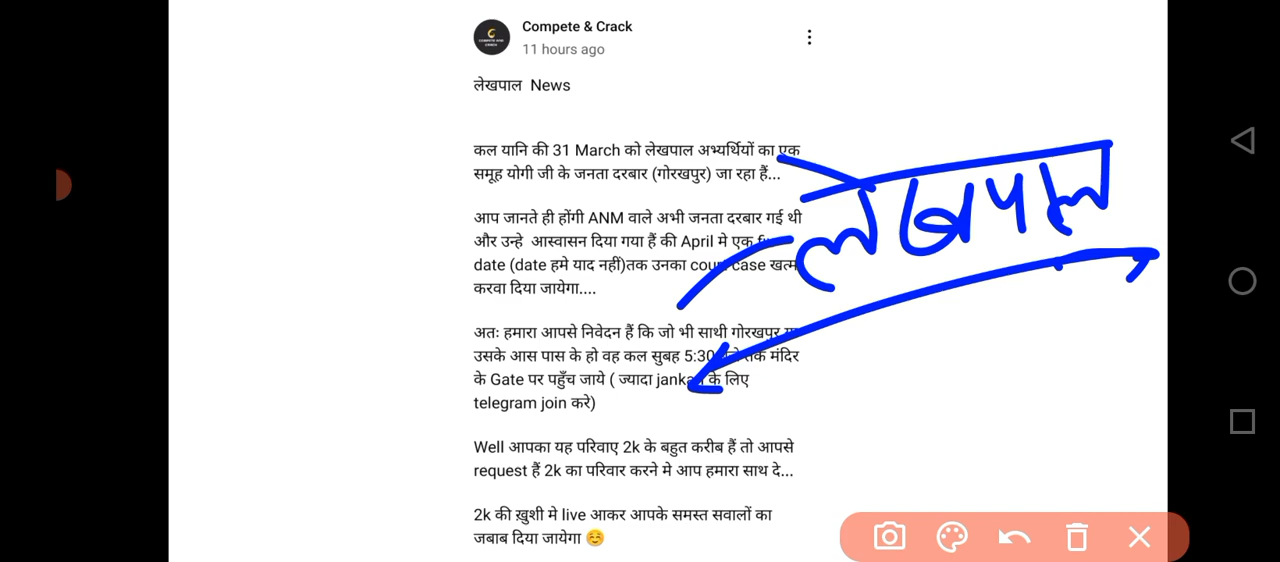 Compete & Crack
11 hours ago
लेखपाल News
कल यानि की 31 March को लेखपाल अभ्यर्थियों का एक
समूह योगी जी के जनता दरबार (गोरखपुर) जा रहा हैं...
आप जानते ही होंगी ANM वाले अभी जनता दरबार गई थी
और उन्हे आस्वासन दिया गया हैं की April मे एक
date (date हमे याद नहीं)तक उनका court case खत्म
करवा दिया जायेगा....
अतः हमारा आपसे निवेदन हैं कि जो भी साथी गोरखपुर
उसके आस पास के हो वह कल सुबह 5:30 तक मंदिर
के Gate पर पहुँच जाये ( ज्यादा के लिए
telegram join करे)
Well आपका यह परिवाए 2k के बहुत करीब हैं तो आपसे
request हैं 2k का परिवार करने मे आप हमारा साथ दे...
2k की ख़ुशी मे live आकर आपके समस्त सवालों का
जबाब दिया जायेगा ☺️
लेखपाल